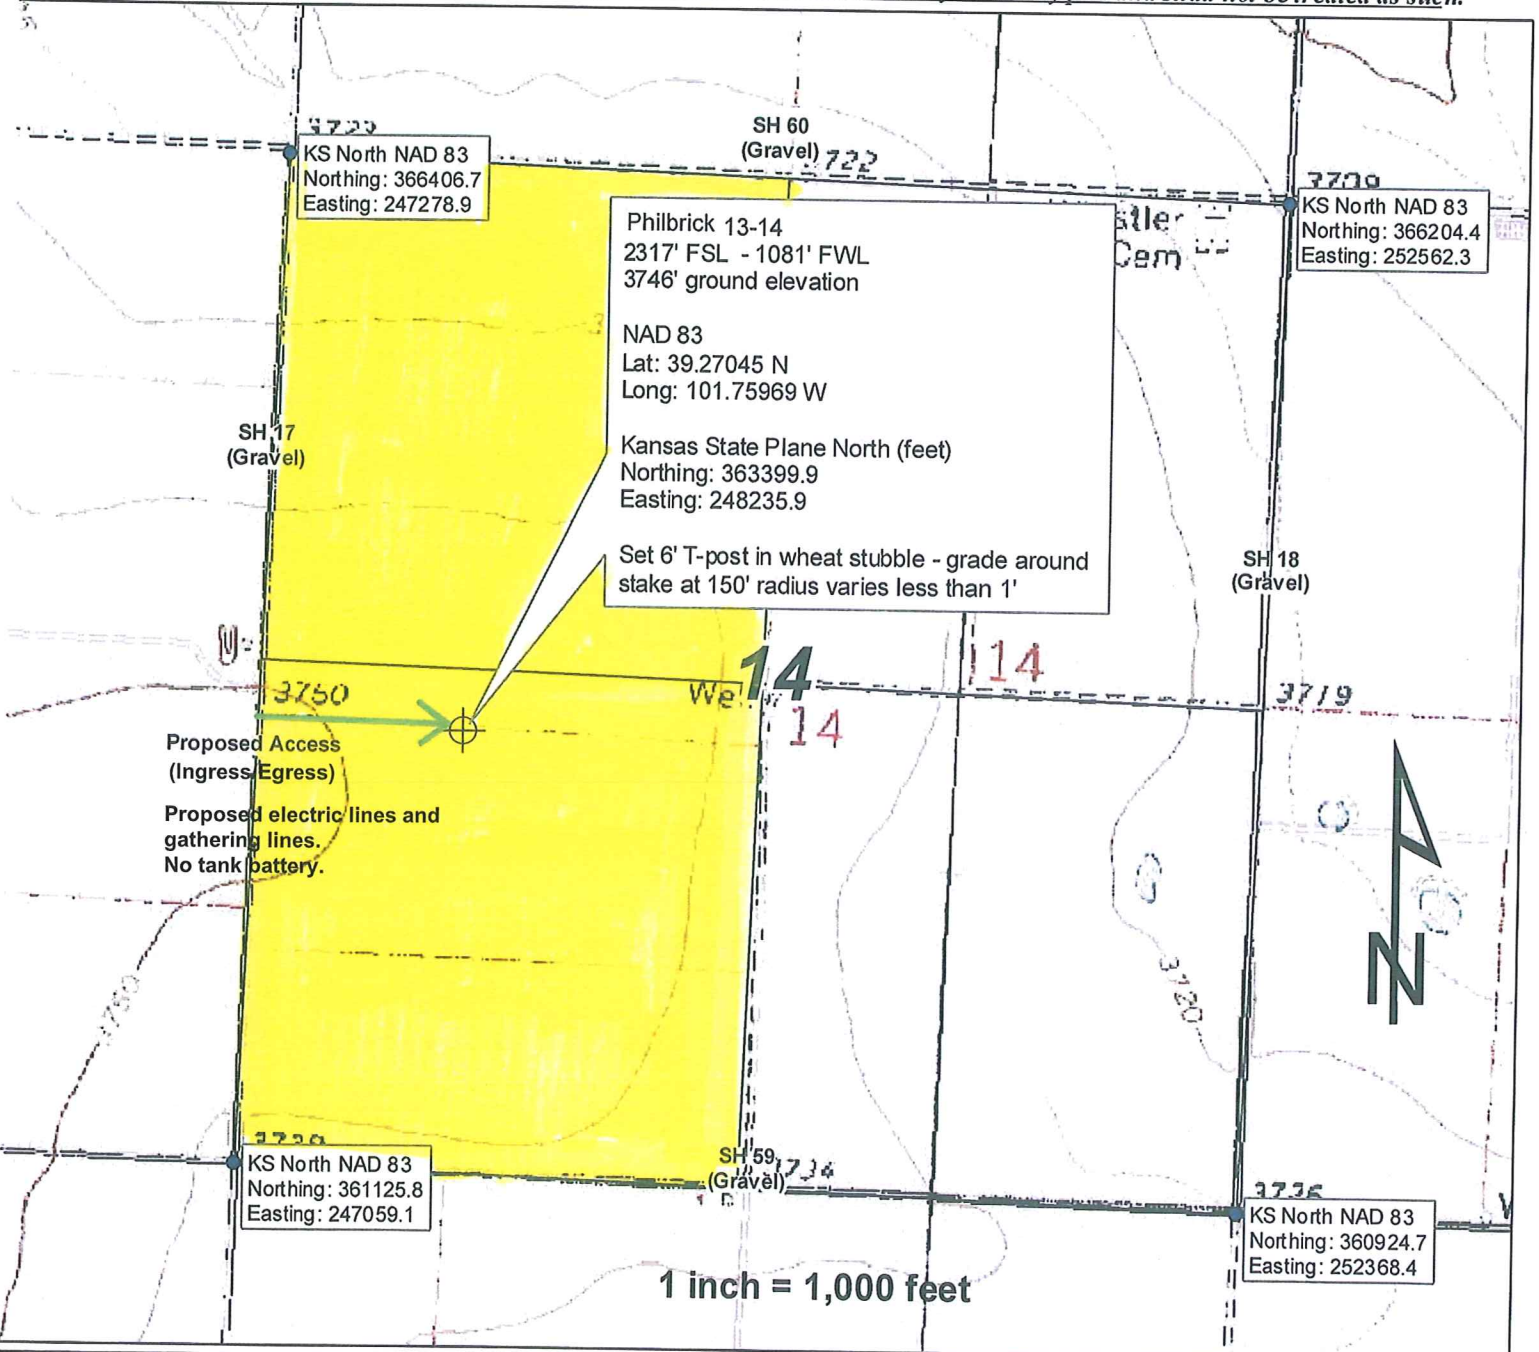 SH 60
(Gravel)
722
3709
KS North NAD 83
Northing: 366406.7
Easting: 247278.9
KS North NAD 83
Northing: 366204.4
Easting: 252562.3
Cem
Philbrick 13-14
2317' FSL - 1081' FWL
3746' ground elevation
NAD 83
Lat: 39.27045 N
Long: 101.75969 W
Kansas State Plane North (feet)
Northing: 363399.9
Easting: 248235.9
Set 6' T-post in wheat stubble - grade around
stake at 150' radius varies less than 1'
SH 17
(Gravel)
SH 18
(Gravel)
14
14
14
3760
3719
Proposed Access
(Ingress/Egress)
Proposed electric lines and
gathering lines.
No tank battery.
3760
3720
N
KS North NAD 83
Northing: 361125.8
Easting: 247059.1
SH 59
(Gravel)
3734
KS North NAD 83
Northing: 360924.7
Easting: 252368.4
1 inch = 1,000 feet